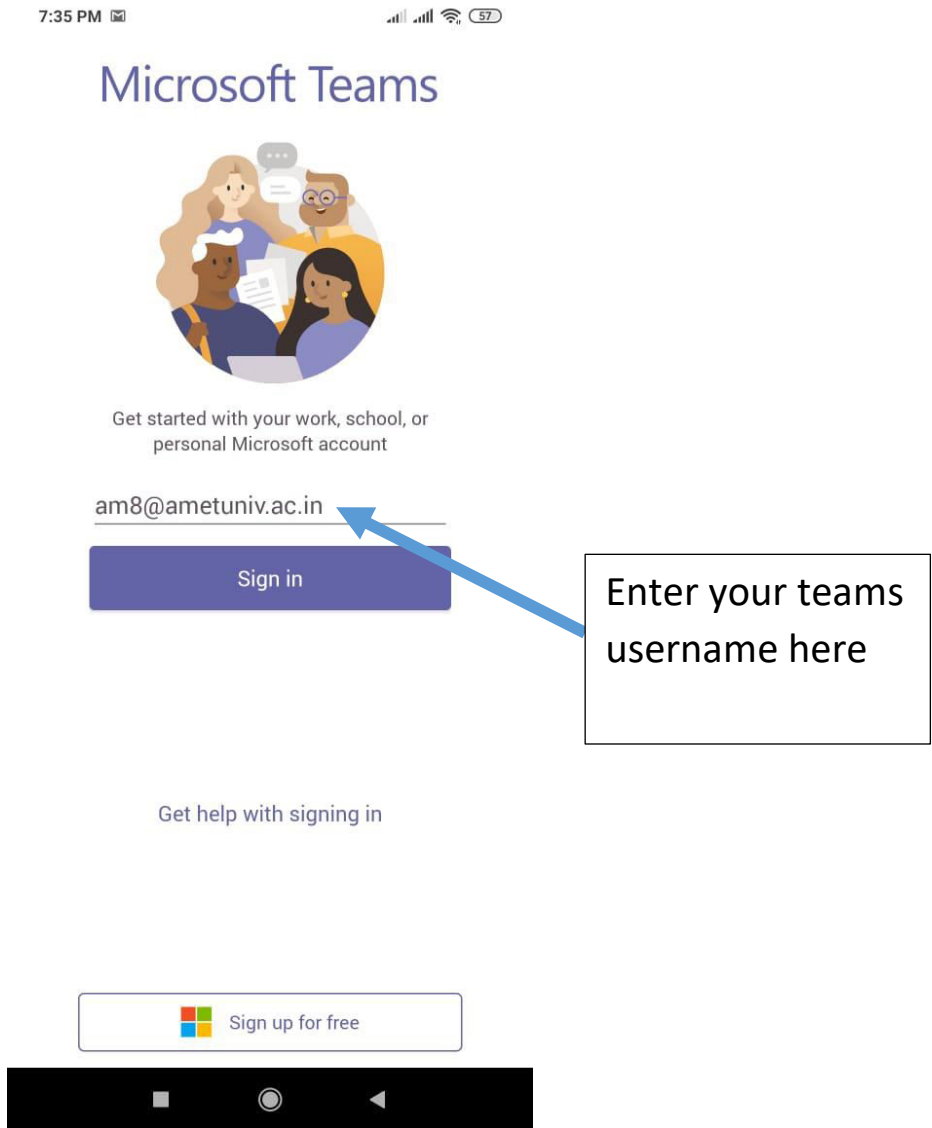 7:35 PM 57
Microsoft Teams
Get started with your work, school, or
personal Microsoft account
am8@ametuniv.ac.in
Sign in
Enter your teams
username here
Get help with signing in
Sign up for free